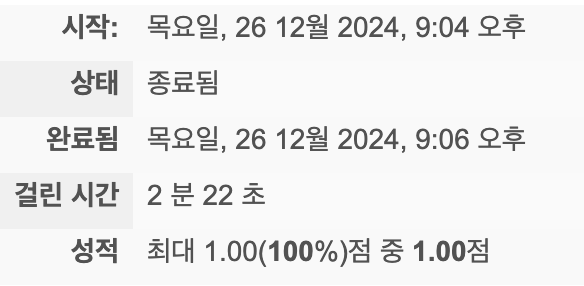 시작: 목요일, 26 12월 2024, 9:04 오후
상태 종료됨
완료됨 목요일, 26 12월 2024, 9:06 오후
걸린 시간 2 분 22 초
성적 최대 1.00(100%)점 중 1.00점